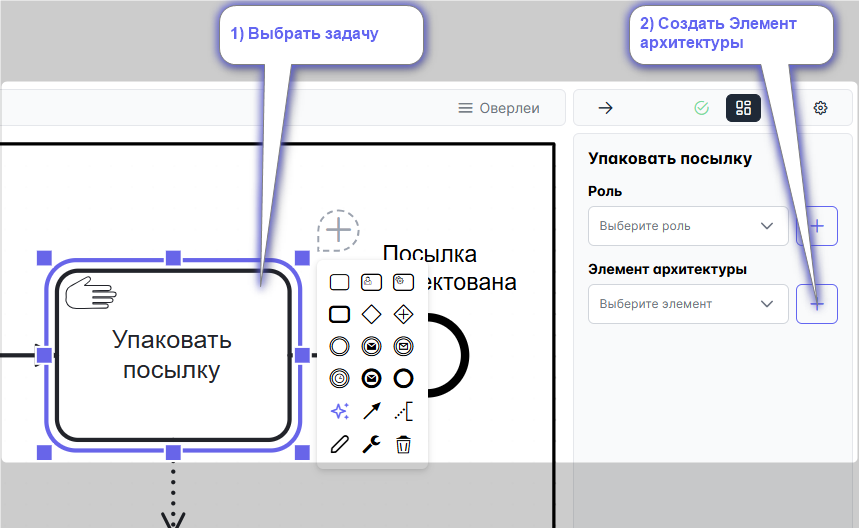 1) Выбрать задачу
2) Создать Элемент
архитектуры
Оверлеи
Упаковать посылку
Роль
Выберите роль
Элемент архитектуры
Выберите элемент
Посылка
ектована
Упаковать
посылку